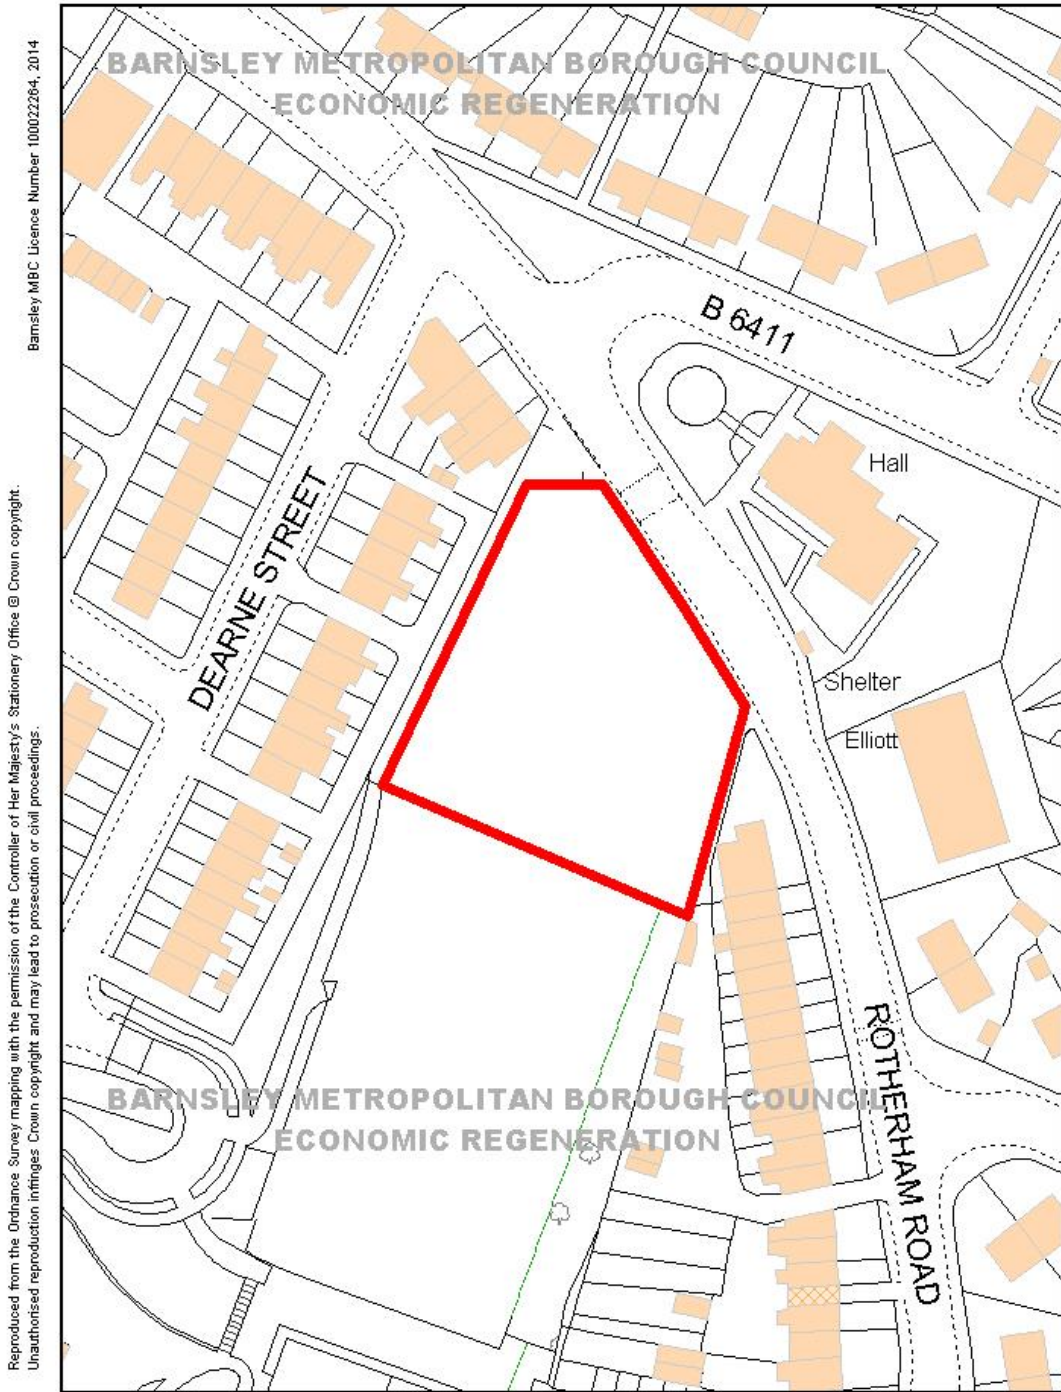 BARNSLEY METROPOLITAN BOROUGH COUNCIL
ECONOMIC REGENERATION
B 6411
Hall
DEARNE STREET
Shelter
Elliott
ROTHERHAM ROAD
BARNSLEY METROPOLITAN BOROUGH COUNCIL
ECONOMIC REGENERATION
Barnsley MBC Licence Number 100022264, 2014
Reproduced from the Ordnance Survey mapping with the permission of the Controller of Her Majesty's Stationery Office © Crown copyright.
Unauthorised reproduction infringes Crown copyright and may lead to prosecution or civil proceedings.